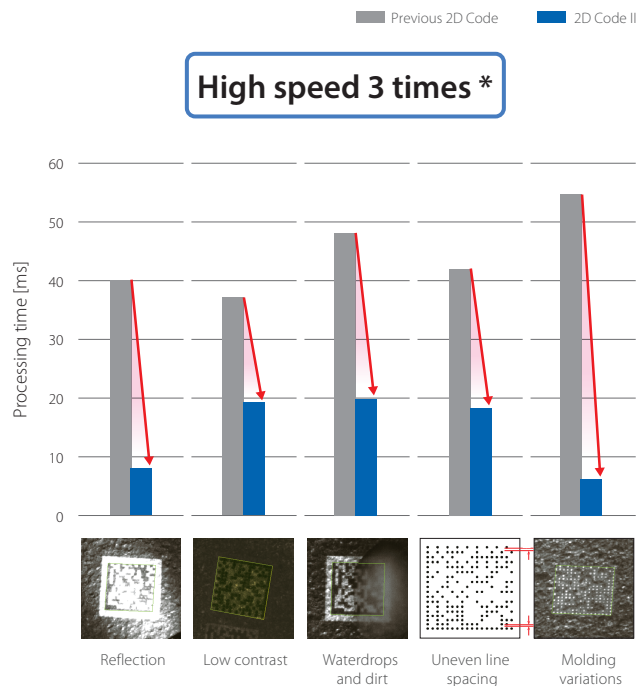 Previous 2D Code
2D Code II
High speed 3 times *
60
50
40
30
20
10
0
Processing time [ms]
Reflection
Low contrast
Waterdrops
and dirt
Uneven line
spacing
Molding
variations